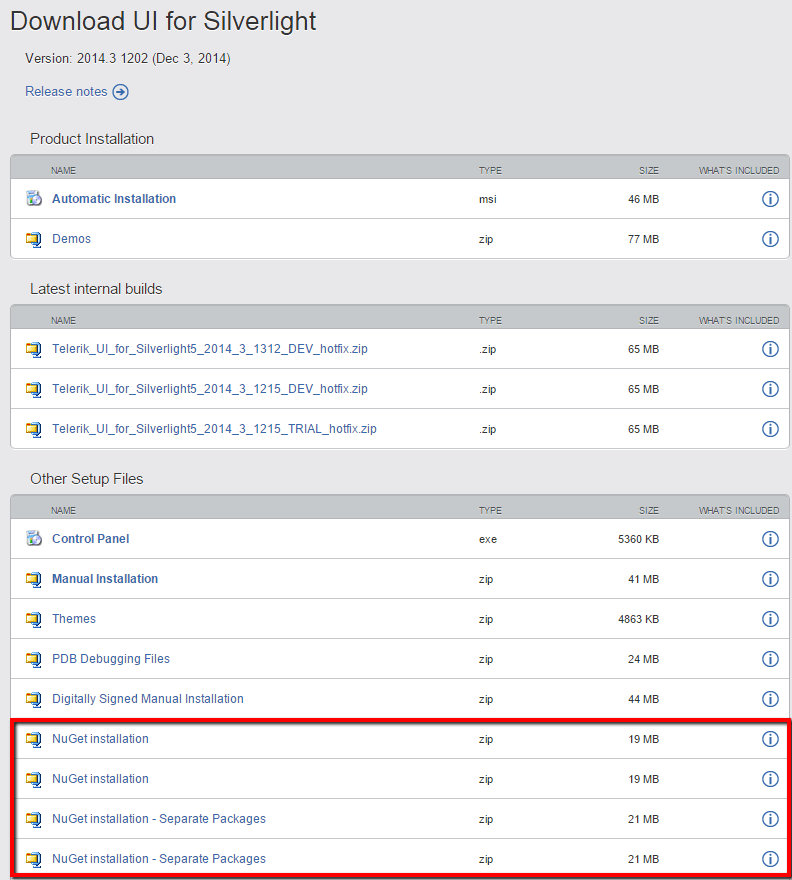 Download UI for Silverlight
Version: 2014.3 1202 (Dec 3, 2014)
Release notes
Product Installation
NAME TYPE SIZE WHAT'S INCLUDED
Automatic Installation msi 46 MB
Demos zip 77 MB
Latest internal builds
NAME TYPE SIZE WHAT'S INCLUDED
Telerik_UI_for_Silverlight5_2014_3_1312_DEV_hotfix.zip .zip 65 MB
Telerik_UI_for_Silverlight5_2014_3_1215_DEV_hotfix.zip .zip 65 MB
Telerik_UI_for_Silverlight5_2014_3_1215_TRIAL_hotfix.zip .zip 65 MB
Other Setup Files
NAME TYPE SIZE WHAT'S INCLUDED
Control Panel exe 5360 KB
Manual Installation zip 41 MB
Themes zip 4863 KB
PDB Debugging Files zip 24 MB
Digitally Signed Manual Installation zip 44 MB
NuGet installation zip 19 MB
NuGet installation zip 19 MB
NuGet installation - Separate Packages zip 21 MB
NuGet installation - Separate Packages zip 21 MB